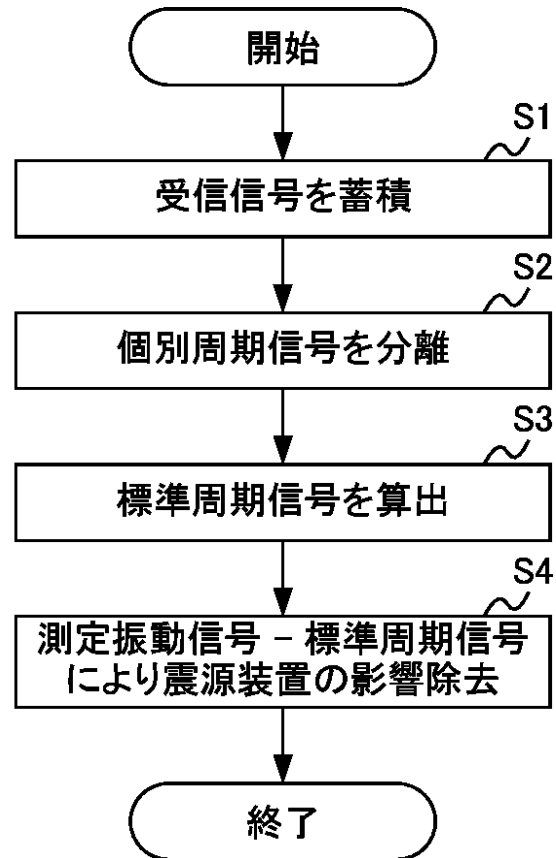 開始
S1
受信信号を蓄積
S2
個別周期信号を分離
S3
標準周期信号を算出
S4
測定振動信号 − 標準周期信号
により震源装置の影響除去
終了